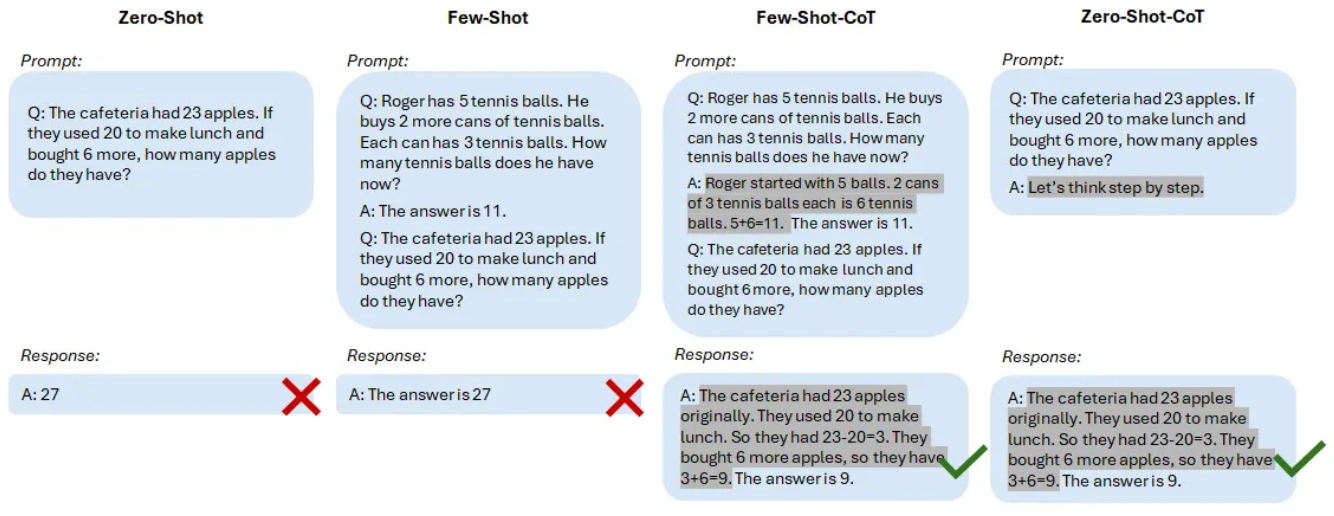 Zero-Shot
Prompt:
Q: The cafeteria had 23 apples. If
they used 20 to make lunch and
bought 6 more, how many apples
do they have?
Response:
A: 27
Few-Shot
Prompt:
Q: Roger has 5 tennis balls. He
buys 2 more cans of tennis balls.
Each can has 3 tennis balls. How
many tennis balls does he have
now?
A: The answer is 11.
Q: The cafeteria had 23 apples. If
they used 20 to make lunch and
bought 6 more, how many apples
do they have?
Response:
A: The answer is 27
Few-Shot-CoT
Prompt:
Q: Roger has 5 tennis balls. He buys
2 more cans of tennis balls. Each
can has 3 tennis balls. How many
tennis balls does he have now?
A: Roger started with 5 balls. 2 cans
of 3 tennis balls each is 6 tennis
balls. 5+6=11. The answer is 11.
Q: The cafeteria had 23 apples. If
they used 20 to make lunch and
bought 6 more, how many apples
do they have?
Response:
A: The cafeteria had 23 apples
originally. They used 20 to make
lunch. So they had 23-20=3. They
bought 6 more apples, so they have
3+6=9. The answer is 9.
Zero-Shot-CoT
Prompt:
Q: The cafeteria had 23 apples. If
they used 20 to make lunch and
bought 6 more, how many apples
do they have?
A: Let's think step by step.
Response:
A: The cafeteria had 23 apples
originally. They used 20 to make
lunch. So they had 23-20=3. They
bought 6 more apples, so they have
3+6=9. The answer is 9.